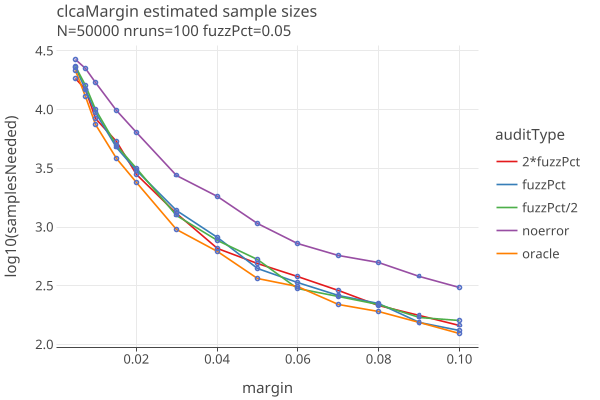 clcaMargin estimated sample sizes
N=50000 nruns=100 fuzzPct=0.05
log10(samplesNeeded)
4.5
4.0
3.5
3.0
2.5
2.0
0.02
0.04
0.06
0.08
0.10
margin
auditType
2*fuzzPct
fuzzPct
fuzzPct/2
noerror
oracle